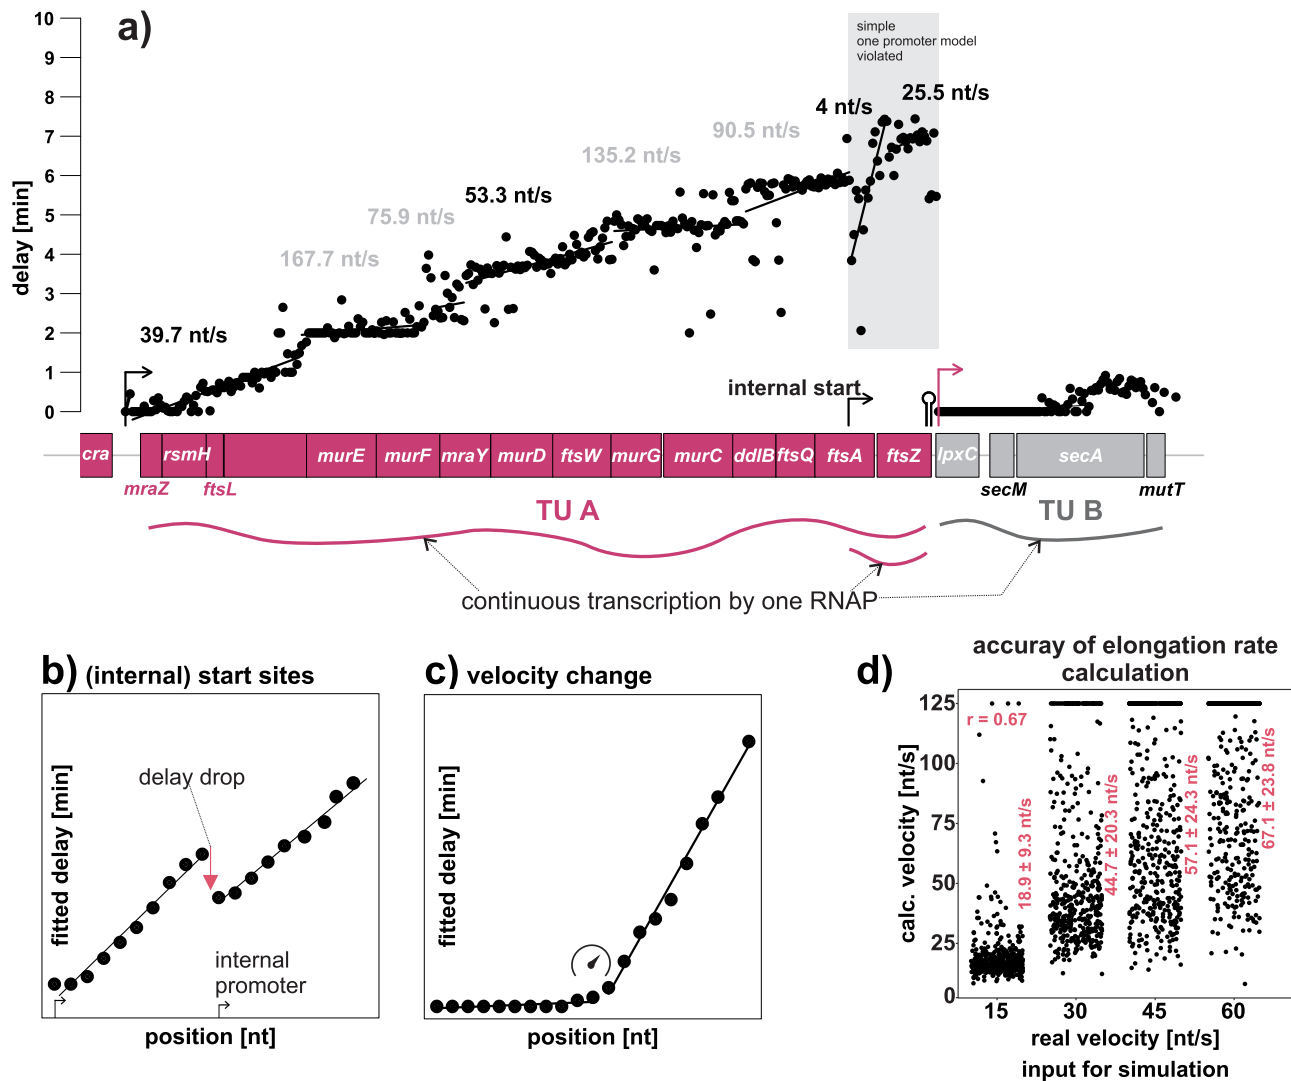 a)
simple
one promoter model
violated
10
9
8
7
6
5
4
3
2
1
0
delay [min]
39.7 nt/s
167.7 nt/s
75.9 nt/s
53.3 nt/s
135.2 nt/s
90.5 nt/s
4 nt/s
25.5 nt/s
internal start
cra
rsmH
murE
murF
mraY
murD
ftsW
murG
murC
ddlB
ftsQ
ftsA
ftsZ
lpxC
secA
mraZ
ftsL
secM
mutT
TU A
TU B
continuous transcription by one RNAP
b) (internal) start sites
fitted delay [min]
delay drop
internal
promoter
position [nt]
c) velocity change
fitted delay [min]
position [nt]
d) accuray of elongation rate
calculation
calc. velocity [nt/s]
125
100
75
50
25
0
r = 0.67
18.9 ± 9.3 nt/s
44.7 ± 20.3 nt/s
57.1 ± 24.3 nt/s
67.1 ± 23.8 nt/s
15
30
45
60
real velocity [nt/s]
input for simulation